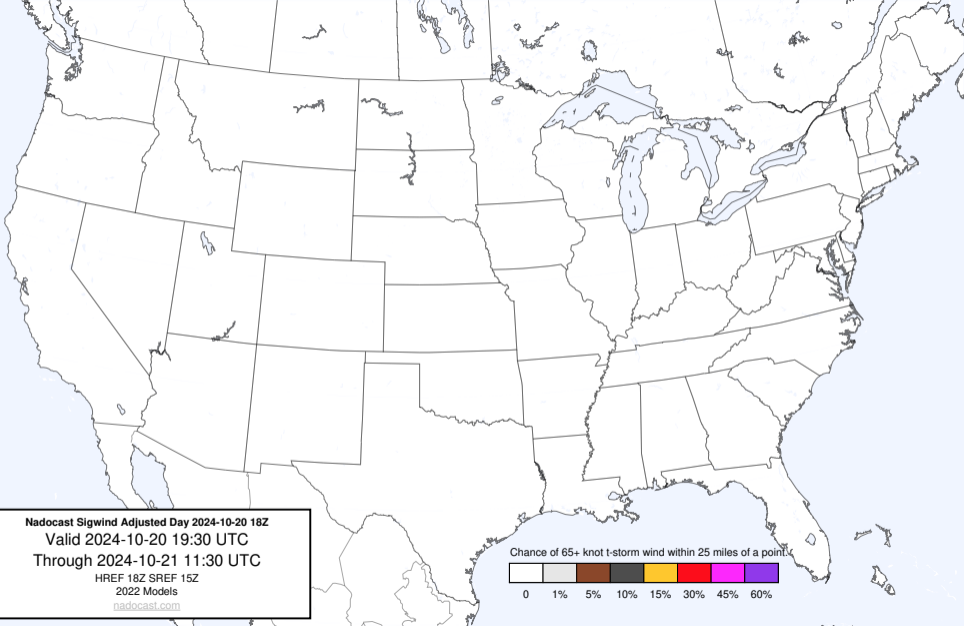 Nadocast Sigwind Adjusted Day 2024-10-20 18Z
Valid 2024-10-20 19:30 UTC
Through 2024-10-21 11:30 UTC
HREF 18Z SREF 15Z
2022 Models
nadocast.com
Chance of 65+ knot t-storm wind within 25 miles of a point.
0 1% 5% 10% 15% 30% 45% 60%